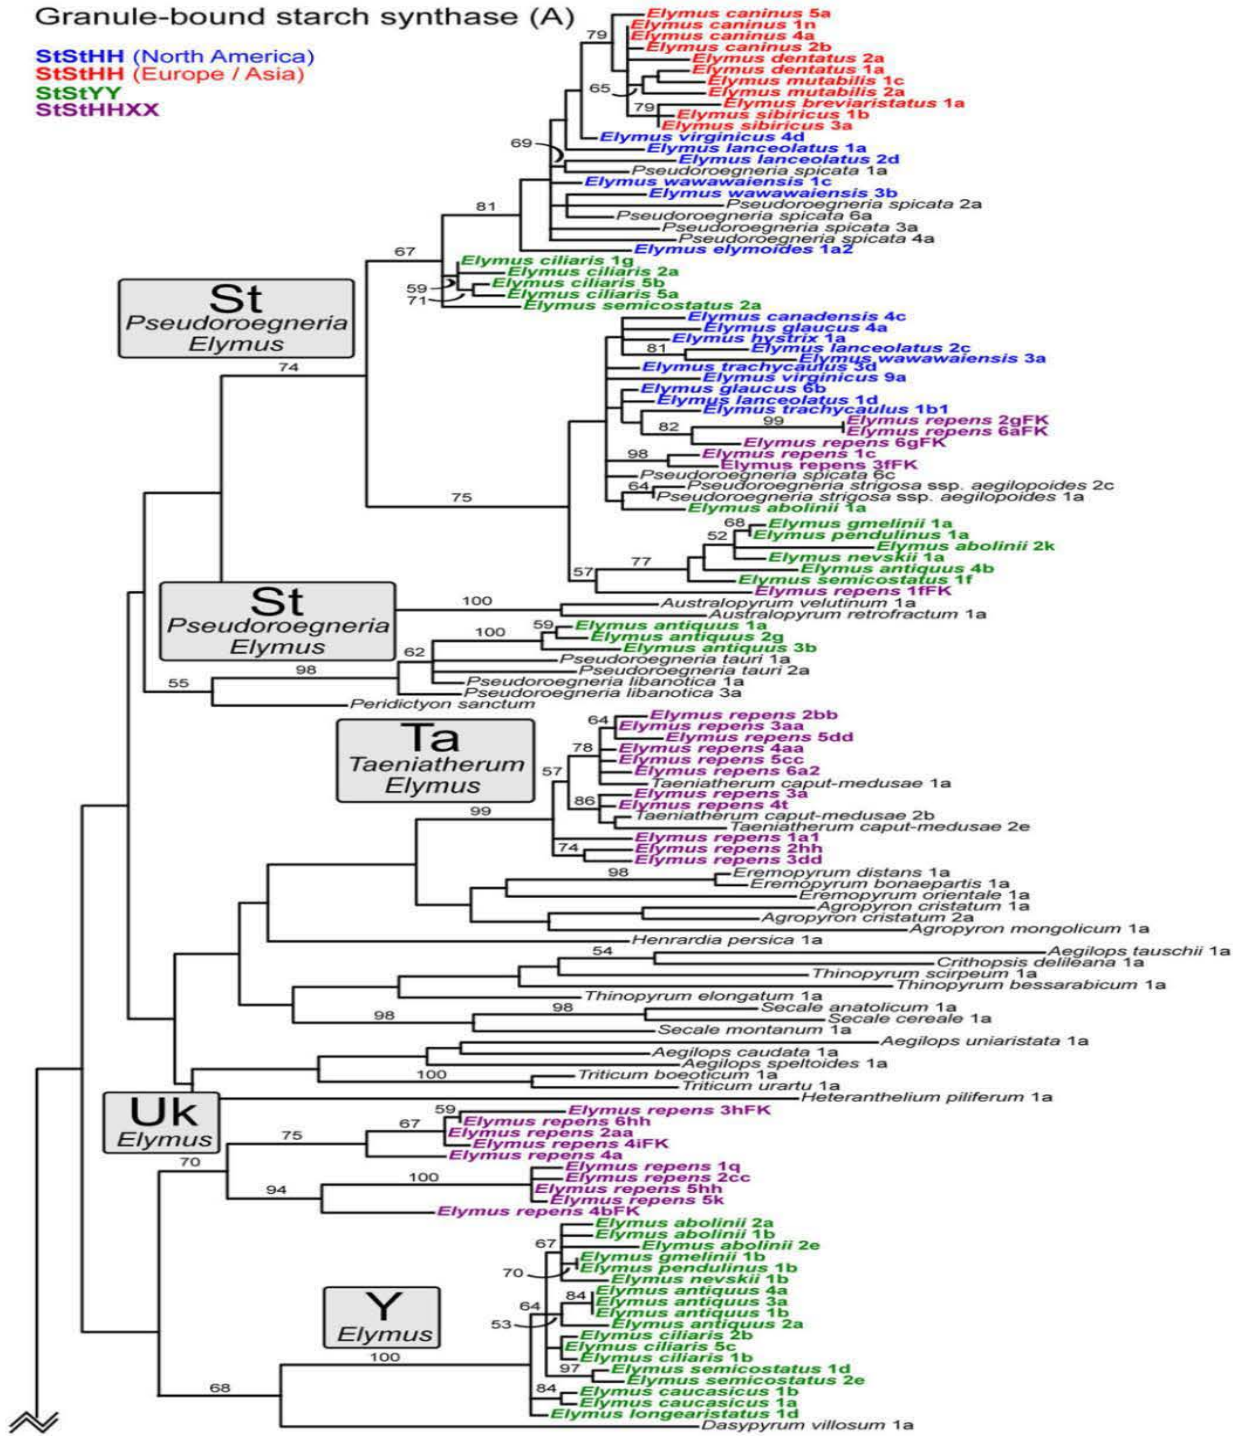 Granule-bound starch synthase (A)
StStHH (North America)
StStHH (Europe / Asia)
StStYY
StStHHXX
Elymus caninus 5a
Elymus caninus 1n
79
Elymus caninus 4a
Elymus caninus 2b
Elymus dentatus 2a
Elymus dentatus 1a
Elymus mutabilis 1c
65
Elymus mutabilis 2a
79
Elymus breviaristatus 1a
Elymus sibiricus 1b
Elymus sibiricus 3a
Elymus virginicus 4d
69
Elymus lanceolatus 1a
Elymus lanceolatus 2d
Pseudoroegneria spicata 1a
Elymus wawawaiensis 1c
Elymus wawawaiensis 3b
81
Pseudoroegneria spicata 2a
Pseudoroegneria spicata 6a
Pseudoroegneria spicata 3a
Pseudoroegneria spicata 4a
67
Elymus elymoides 1a2
Elymus ciliaris 1g
Elymus ciliaris 2a
59
Elymus ciliaris 5b
71
Elymus ciliaris 5a
Elymus semicostatus 2a
St
Pseudoroegneria
Elymus
74
Elymus canadensis 4c
Elymus glaucus 4a
Elymus hystrix 1a
81
Elymus lanceolatus 2c
Elymus wawawaiensis 3a
Elymus trachycaulus 3d
Elymus virginicus 9a
Elymus glaucus 6b
Elymus lanceolatus 1d
Elymus trachycaulus 1b1
99
Elymus repens 2gFK
82
Elymus repens 6aFK
Elymus repens 6gFK
98
Elymus repens 1c
Elymus repens 3fFK
Pseudoroegneria spicata 6c
64
Pseudoroegneria strigosa ssp. aegilopoides 2c
75
Pseudoroegneria strigosa ssp. aegilopoides 1a
Elymus abolinii 1a
68
Elymus gmelinii 1a
52
Elymus pendulinus 1a
Elymus abolinii 2k
77
Elymus nevskii 1a
57
Elymus antiquus 4b
Elymus semicostatus 1f
Elymus repens 1fFK
St
Pseudoroegneria
Elymus
100
Australopyrum velutinum 1a
Australopyrum retrofractum 1a
59
Elymus antiquus 1a
100
Elymus antiquus 2g
62
Elymus antiquus 3b
Pseudoroegneria tauri 1a
98
Pseudoroegneria tauri 2a
55
Pseudoroegneria libanotica 1a
Pseudoroegneria libanotica 3a
Peridictyon sanctum
Ta
Taeniatherum
Elymus
64
Elymus repens 2bb
Elymus repens 3aa
Elymus repens 5dd
78
Elymus repens 4aa
Elymus repens 5cc
57
Elymus repens 6a2
Taeniatherum caput-medusae 1a
86
Elymus repens 3a
Elymus repens 4t
99
Taeniatherum caput-medusae 2b
Taeniatherum caput-medusae 2e
Elymus repens 1a1
74
Elymus repens 2hh
Elymus repens 3dd
98
Eremopyrum distans 1a
Eremopyrum bonaepartis 1a
Eremopyrum orientale 1a
Agropyron cristatum 1a
Agropyron cristatum 2a
Agropyron mongolicum 1a
Henrardia persica 1a
54
Aegilops tauschii 1a
Crithopsis delileana 1a
Thinopyrum scirpeum 1a
Thinopyrum bessarabicum 1a
Thinopyrum elongatum 1a
98
Secale anatolicum 1a
98
Secale cereale 1a
Secale montanum 1a
Aegilops uniaristata 1a
Aegilops caudata 1a
Aegilops speltoides 1a
100
Triticum boeoticum 1a
Triticum urartu 1a
Heteranthelium piliferum 1a
Uk
Elymus
59
Elymus repens 3hFK
67
Elymus repens 6hh
75
Elymus repens 2aa
Elymus repens 4iFK
Elymus repens 4a
70
Elymus repens 1q
100
Elymus repens 2cc
94
Elymus repens 5hh
Elymus repens 5k
Elymus repens 4bFK
Elymus abolinii 2a
Elymus abolinii 1b
67
Elymus abolinii 2e
Elymus gmelinii 1b
70
Elymus pendulinus 1b
Elymus nevskii 1b
Y
Elymus
84
Elymus antiquus 4a
64
Elymus antiquus 3a
Elymus antiquus 1b
53
Elymus antiquus 2a
Elymus ciliaris 2b
Elymus ciliaris 5c
100
Elymus ciliaris 1b
97
Elymus semicostatus 1d
Elymus semicostatus 2e
68
84
Elymus caucasicus 1b
Elymus caucasicus 1a
Elymus longearistatus 1d
Dasypyrum villosum 1a